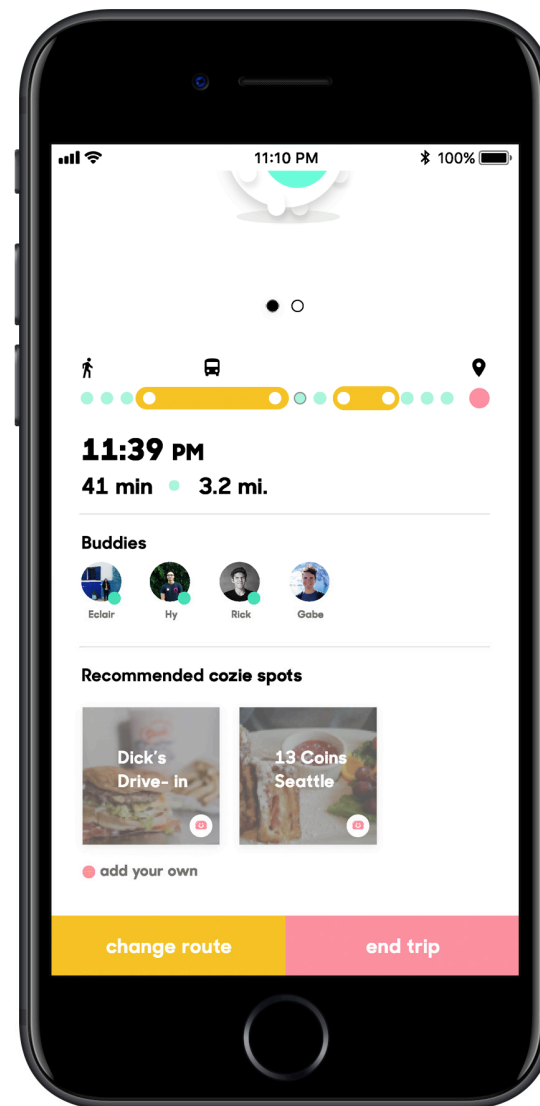 11:10 PM
100%
11:39 PM
41 min
3.2 mi.
Buddies
Eclair
Hy
Rick
Gabe
Recommended cozie spots
Dick's
Drive- in
13 Coins
Seattle
add your own
change route
end trip